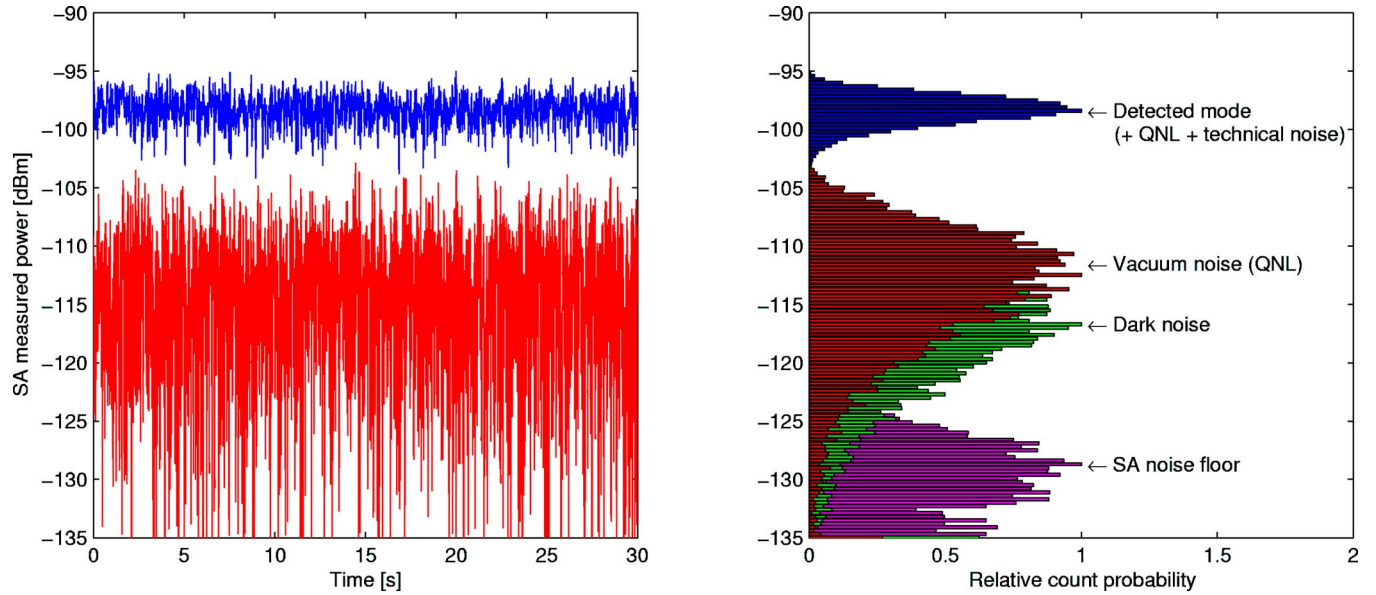 −90
−95
−100
−105
−110
−115
−120
−125
−130
−135
SA measured power [dBm]
0 5 10 15 20 25 30
Time [s]
−90
−95
−100
−105
−110
−115
−120
−125
−130
−135
← Detected mode
(+ QNL + technical noise)
← Vacuum noise (QNL)
← Dark noise
← SA noise floor
0 0.5 1 1.5 2
Relative count probability